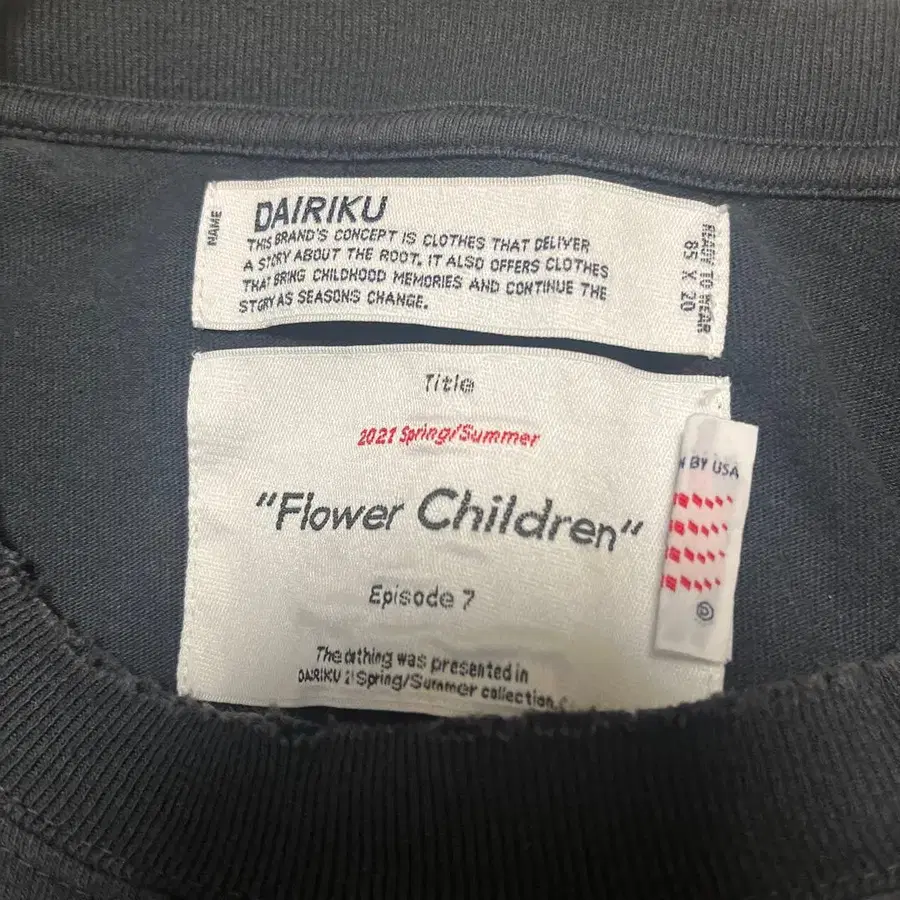 NAME
DAIRIKU
THIS BRAND'S CONCEPT IS CLOTHES THAT DELIVER
A STORY ABOUT THE ROOT. IT ALSO OFFERS CLOTHES
THAT BRING CHILDHOOD MEMORIES AND CONTINUE THE
STORY AS SEASONS CHANGE.
READY TO WEAR
85 X 20
Title
2021 Spring/Summer
"Flower Children"
Episode 7
The clothing was presented in
DAIRIKU 21 Spring/Summer collection.
BY USA